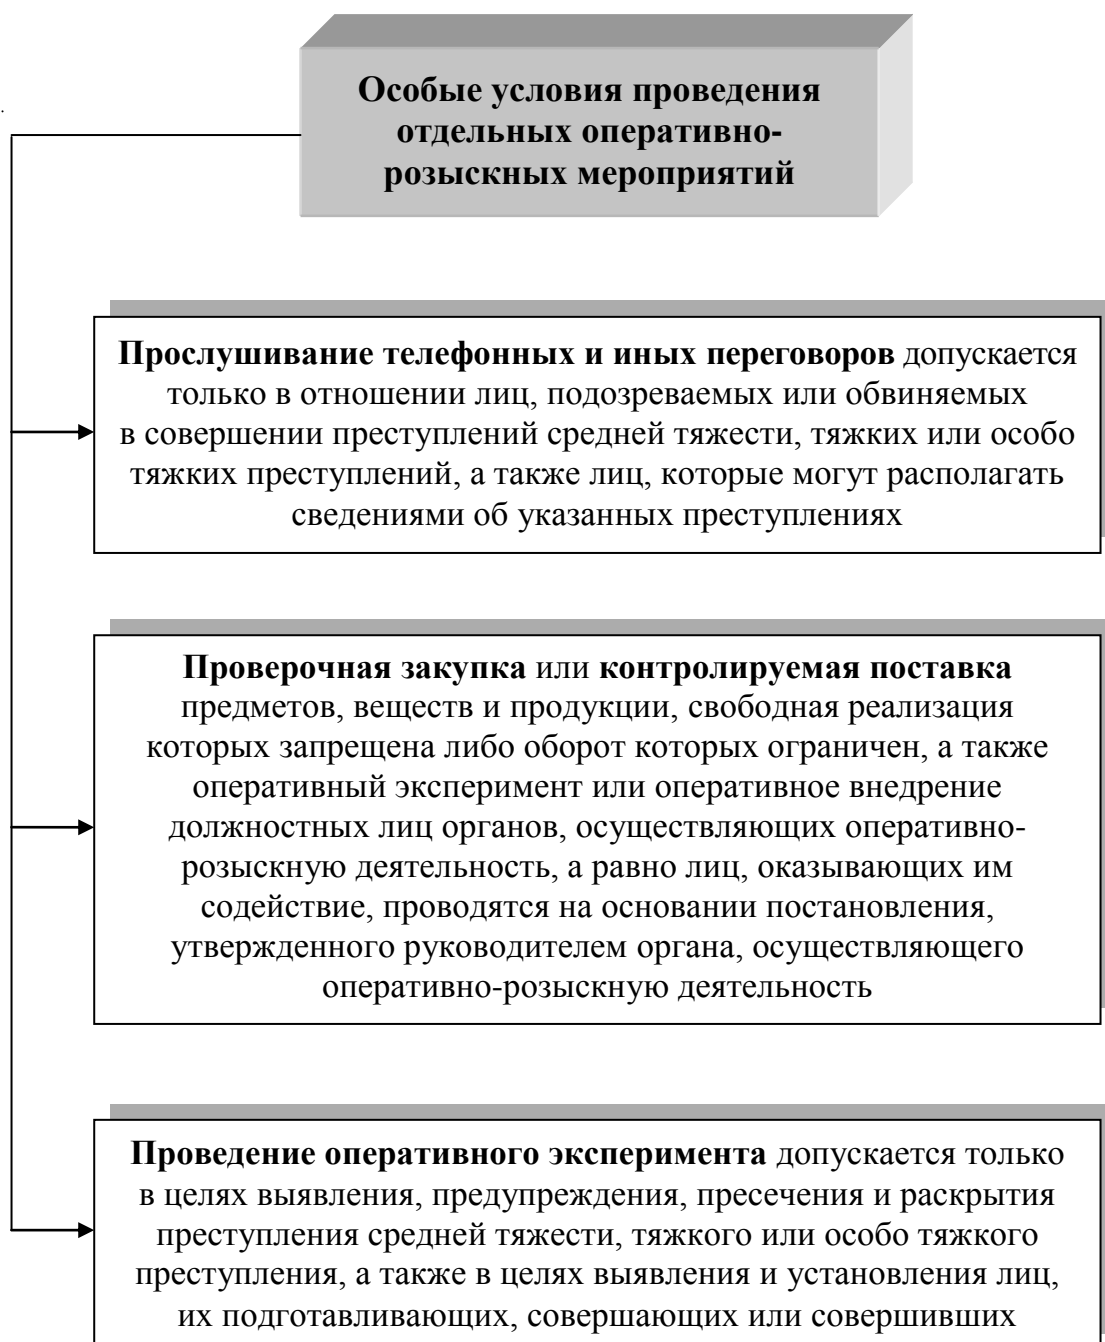 Особые условия проведения
отдельных оперативно-
розыскных мероприятий
Прослушивание телефонных и иных переговоров допускается
только в отношении лиц, подозреваемых или обвиняемых
в совершении преступлений средней тяжести, тяжких или особо
тяжких преступлений, а также лиц, которые могут располагать
сведениями об указанных преступлениях
Проверочная закупка или контролируемая поставка
предметов, веществ и продукции, свободная реализация
которых запрещена либо оборот которых ограничен, а также
оперативный эксперимент или оперативное внедрение
должностных лиц органов, осуществляющих оперативно-
розыскную деятельность, а равно лиц, оказывающих им
содействие, проводятся на основании постановления,
утвержденного руководителем органа, осуществляющего
оперативно-розыскную деятельность
Проведение оперативного эксперимента допускается только
в целях выявления, предупреждения, пресечения и раскрытия
преступления средней тяжести, тяжкого или особо тяжкого
преступления, а также в целях выявления и установления лиц,
их подготавливающих, совершающих или совершивших